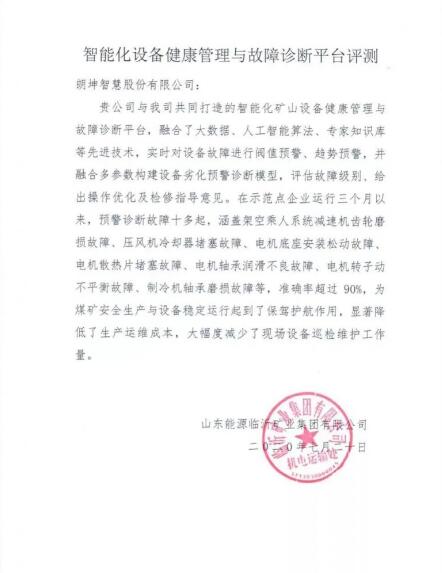 智能化设备健康管理与故障诊断平台评测
朗坤智慧股份有限公司：
贵公司与我司共同打造的智能化矿山设备健康管理与
故障诊断平台，融合了大数据、人工智能算法、专家知识库
等先进技术，实时对设备故障进行阀值预警、趋势预警，并
融合多参数构建设备劣化预警诊断模型，评估故障级别、给
出操作优化及检修指导意见。在示范点企业运行三个月以
来，预警诊断故障十多起，涵盖架空乘人系统减速机齿轮磨
损故障、压风机冷却器堵塞故障、电机底座安装松动故障、
电机散热片堵塞故障、电机轴承润滑不良故障、电机转子动
不平衡故障、制冷机轴承磨损故障等，准确率超过 90%，为
煤矿安全生产与设备稳定运行起到了保驾护航作用，显著降
低了生产运维成本，大幅度减少了现场设备巡检维护工作
量。
山东能源临沂矿业集团有限公司
二〇二〇年七月二十日
临沂矿业集团有限公司
机电运输处